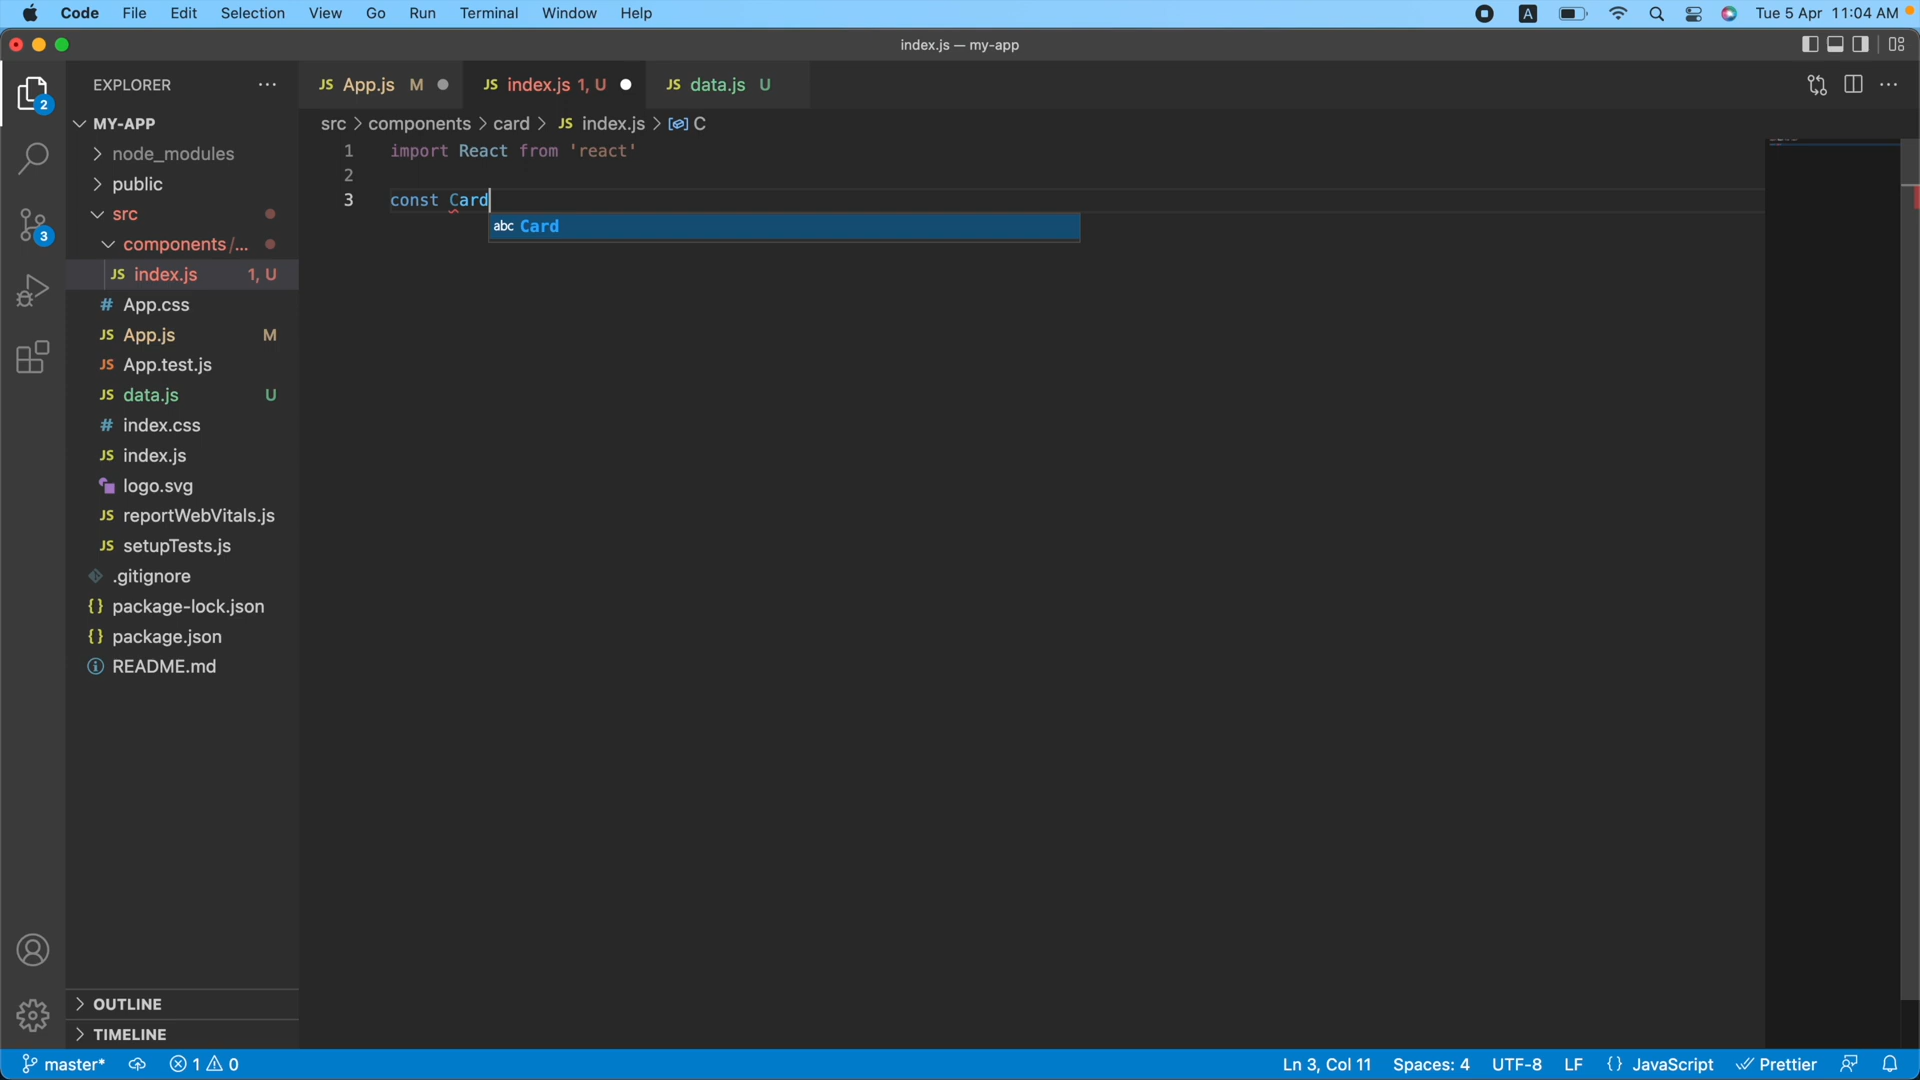 Code File Edit Selection View Go Run Terminal Window Help A Tue 5 Apr 11:04 AM
index.js — my-app
2
3
EXPLORER
MY-APP
node_modules
public
src
components/...
JS index.js 1, U
# App.css
JS App.js M
JS App.test.js
JS data.js U
# index.css
JS index.js
logo.svg
JS reportWebVitals.js
JS setupTests.js
.gitignore
{} package-lock.json
{} package.json
README.md
OUTLINE
TIMELINE
JS App.js M JS index.js 1, U JS data.js U
src > components > card > JS index.js > C
1 import React from 'react'
2
3 const Card
abc Card
master* 1 0 Ln 3, Col 11 Spaces: 4 UTF-8 LF {} JavaScript Prettier